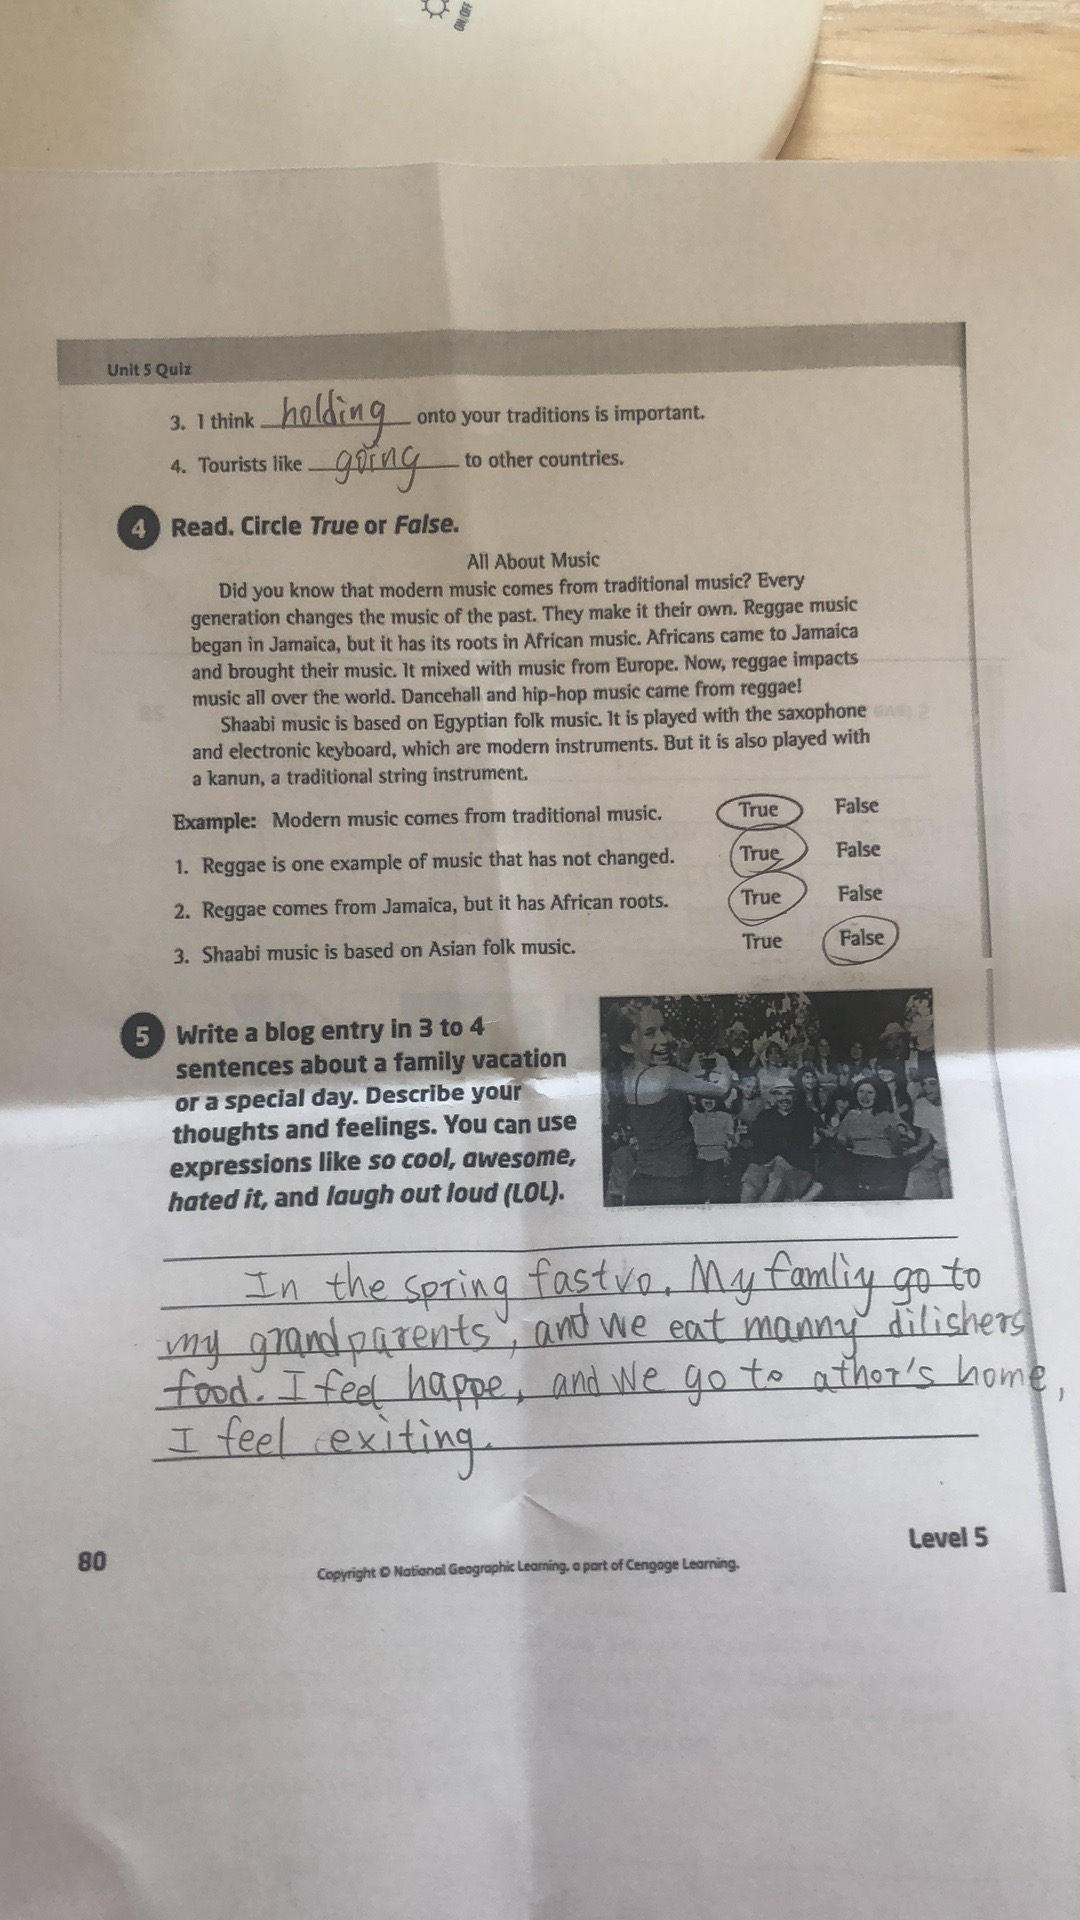 ON/OFF
Unit 5 Quiz
3. I think holding onto your traditions is important.
4. Tourists like going to other countries.
4 Read. Circle True or False.
All About Music
Did you know that modern music comes from traditional music? Every
generation changes the music of the past. They make it their own. Reggae music
began in Jamaica, but it has its roots in African music. Africans came to Jamaica
and brought their music. It mixed with music from Europe. Now, reggae impacts
music all over the world. Dancehall and hip-hop music came from reggae!
Shaabi music is based on Egyptian folk music. It is played with the saxophone
and electronic keyboard, which are modern instruments. But it is also played with
a kanun, a traditional string instrument.
Example: Modern music comes from traditional music. True False
1. Reggae is one example of music that has not changed. True False
2. Reggae comes from Jamaica, but it has African roots. True False
3. Shaabi music is based on Asian folk music. True False
5 Write a blog entry in 3 to 4
sentences about a family vacation
or a special day. Describe your
thoughts and feelings. You can use
expressions like so cool, awesome,
hated it, and laugh out loud (LOL).
In the spring fastvo. My famliy go to
my grandparents, and we eat manny dilishers
food. I feel happe, and we go to athor's home,
I feel exiting.
80
Level 5
Copyright © National Geographic Learning, a part of Cengage Learning.